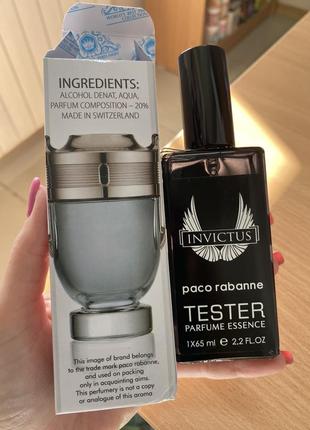 INGREDIENTS:
ALCOHOL DENAT, AQUA,
PARFUM COMPOSITION – 20%
MADE IN SWITZERLAND
This image of brand belongs
to the trade mark paco rabanne,
and used on packing
only in acquainting aims.
This perfumery is not a copy
or analogue of this aroma
INVICTUS
paco rabanne
TESTER
PARFUME ESSENCE
1X65 ml ℮ 2.2 FL.OZ